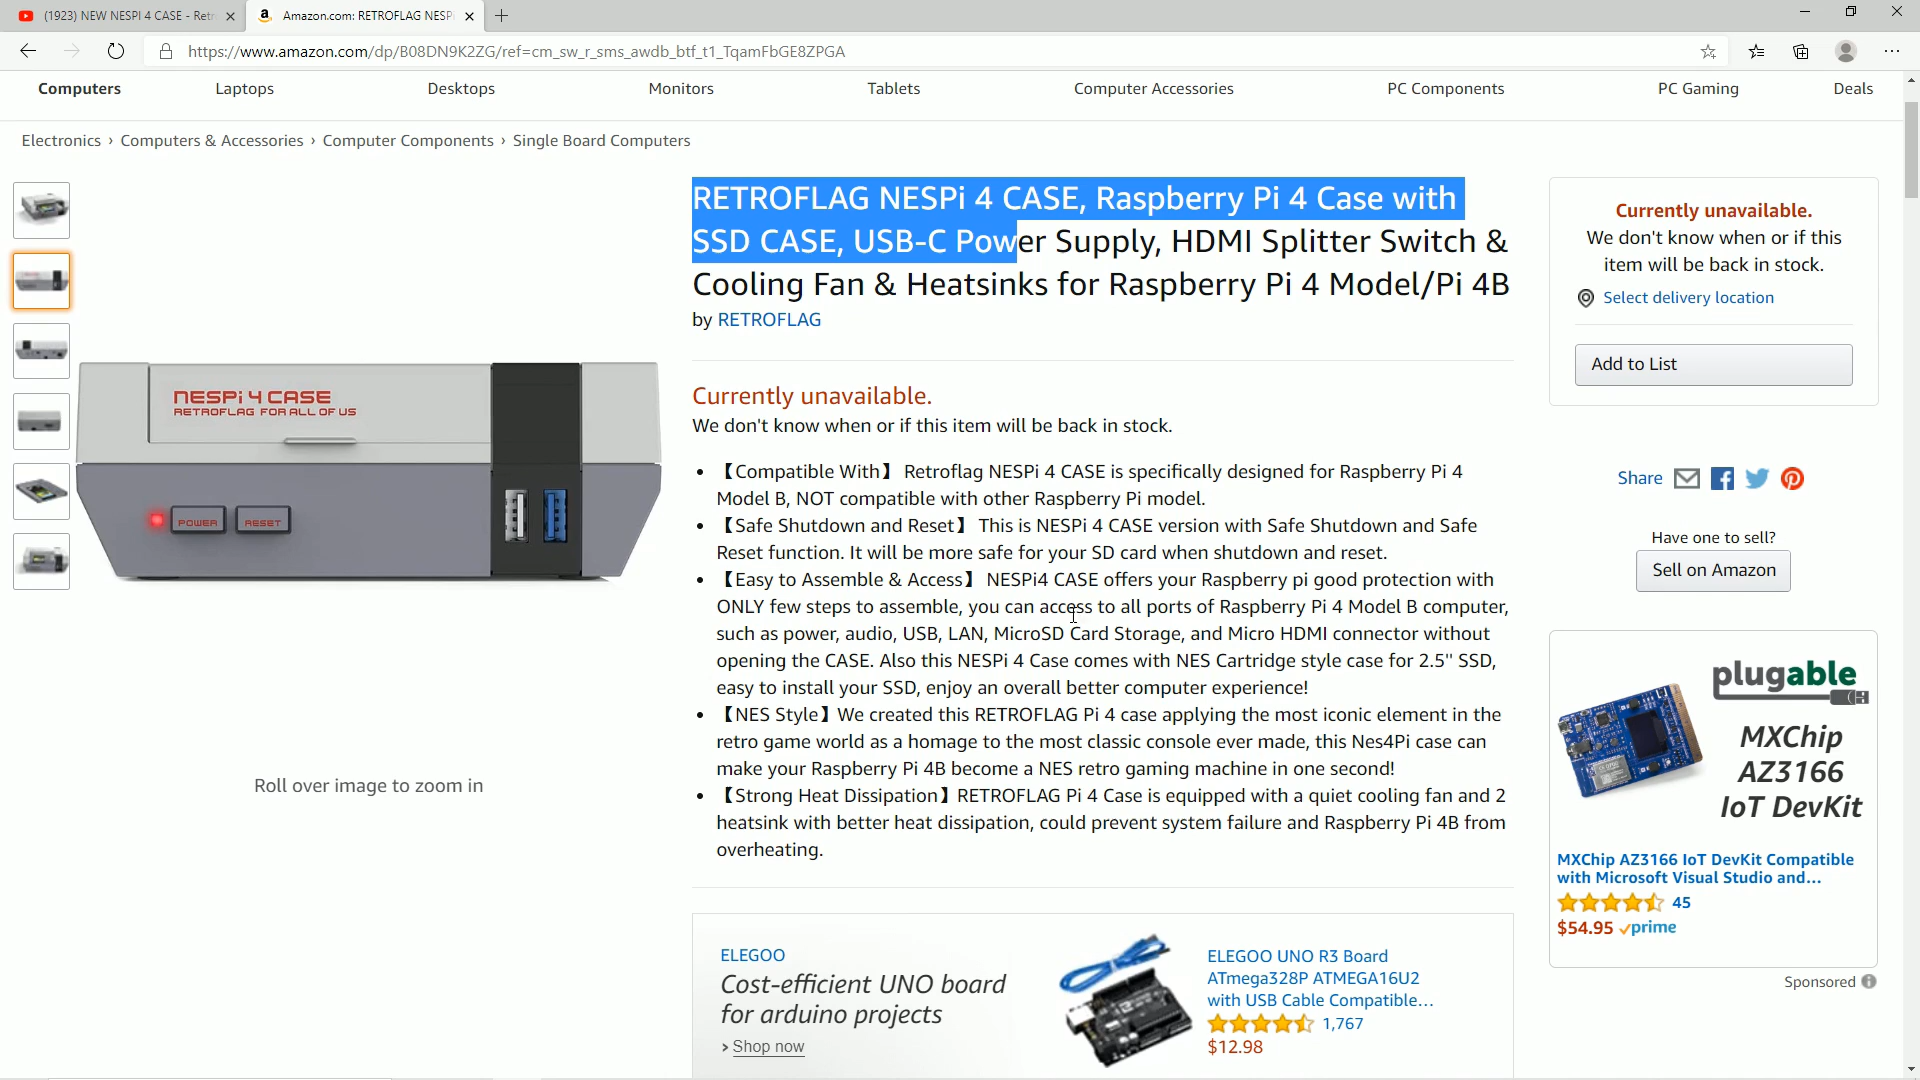 (1923) NEW NESPI 4 CASE - Retr
Amazon.com: RETROFLAG NESP
https://www.amazon.com/dp/B08DN9K2ZG/ref=cm_sw_r_sms_awdb_btf_t1_TqamFbGE8ZPGA
Computers Laptops Desktops Monitors Tablets Computer Accessories PC Components PC Gaming Deals
Electronics › Computers & Accessories › Computer Components › Single Board Computers
RETROFLAG NESPi 4 CASE, Raspberry Pi 4 Case with
SSD CASE, USB-C Power Supply, HDMI Splitter Switch &
Cooling Fan & Heatsinks for Raspberry Pi 4 Model/Pi 4B
by RETROFLAG
Currently unavailable.
We don't know when or if this item will be back in stock.
• 【Compatible With】 Retroflag NESPi 4 CASE is specifically designed for Raspberry Pi 4
Model B, NOT compatible with other Raspberry Pi model.
• 【Safe Shutdown and Reset】 This is NESPi 4 CASE version with Safe Shutdown and Safe
Reset function. It will be more safe for your SD card when shutdown and reset.
• 【Easy to Assemble & Access】 NESPi4 CASE offers your Raspberry pi good protection with
ONLY few steps to assemble, you can access to all ports of Raspberry Pi 4 Model B computer,
such as power, audio, USB, LAN, MicroSD Card Storage, and Micro HDMI connector without
opening the CASE. Also this NESPi 4 Case comes with NES Cartridge style case for 2.5" SSD,
easy to install your SSD, enjoy an overall better computer experience!
• 【NES Style】We created this RETROFLAG Pi 4 case applying the most iconic element in the
retro game world as a homage to the most classic console ever made, this Nes4Pi case can
make your Raspberry Pi 4B become a NES retro gaming machine in one second!
• 【Strong Heat Dissipation】RETROFLAG Pi 4 Case is equipped with a quiet cooling fan and 2
heatsink with better heat dissipation, could prevent system failure and Raspberry Pi 4B from
overheating.
NESPi 4 CASE
RETROFLAG FOR ALL OF US
POWER RESET
Roll over image to zoom in
Currently unavailable.
We don't know when or if this
item will be back in stock.
Select delivery location
Add to List
Share
Have one to sell?
Sell on Amazon
plugable
MXChip
AZ3166
IoT DevKit
MXChip AZ3166 IoT DevKit Compatible
with Microsoft Visual Studio and...
45
$54.95 prime
Sponsored
ELEGOO
Cost-efficient UNO board
for arduino projects
› Shop now
ELEGOO UNO R3 Board
ATmega328P ATMEGA16U2
with USB Cable Compatible...
1,767
$12.98